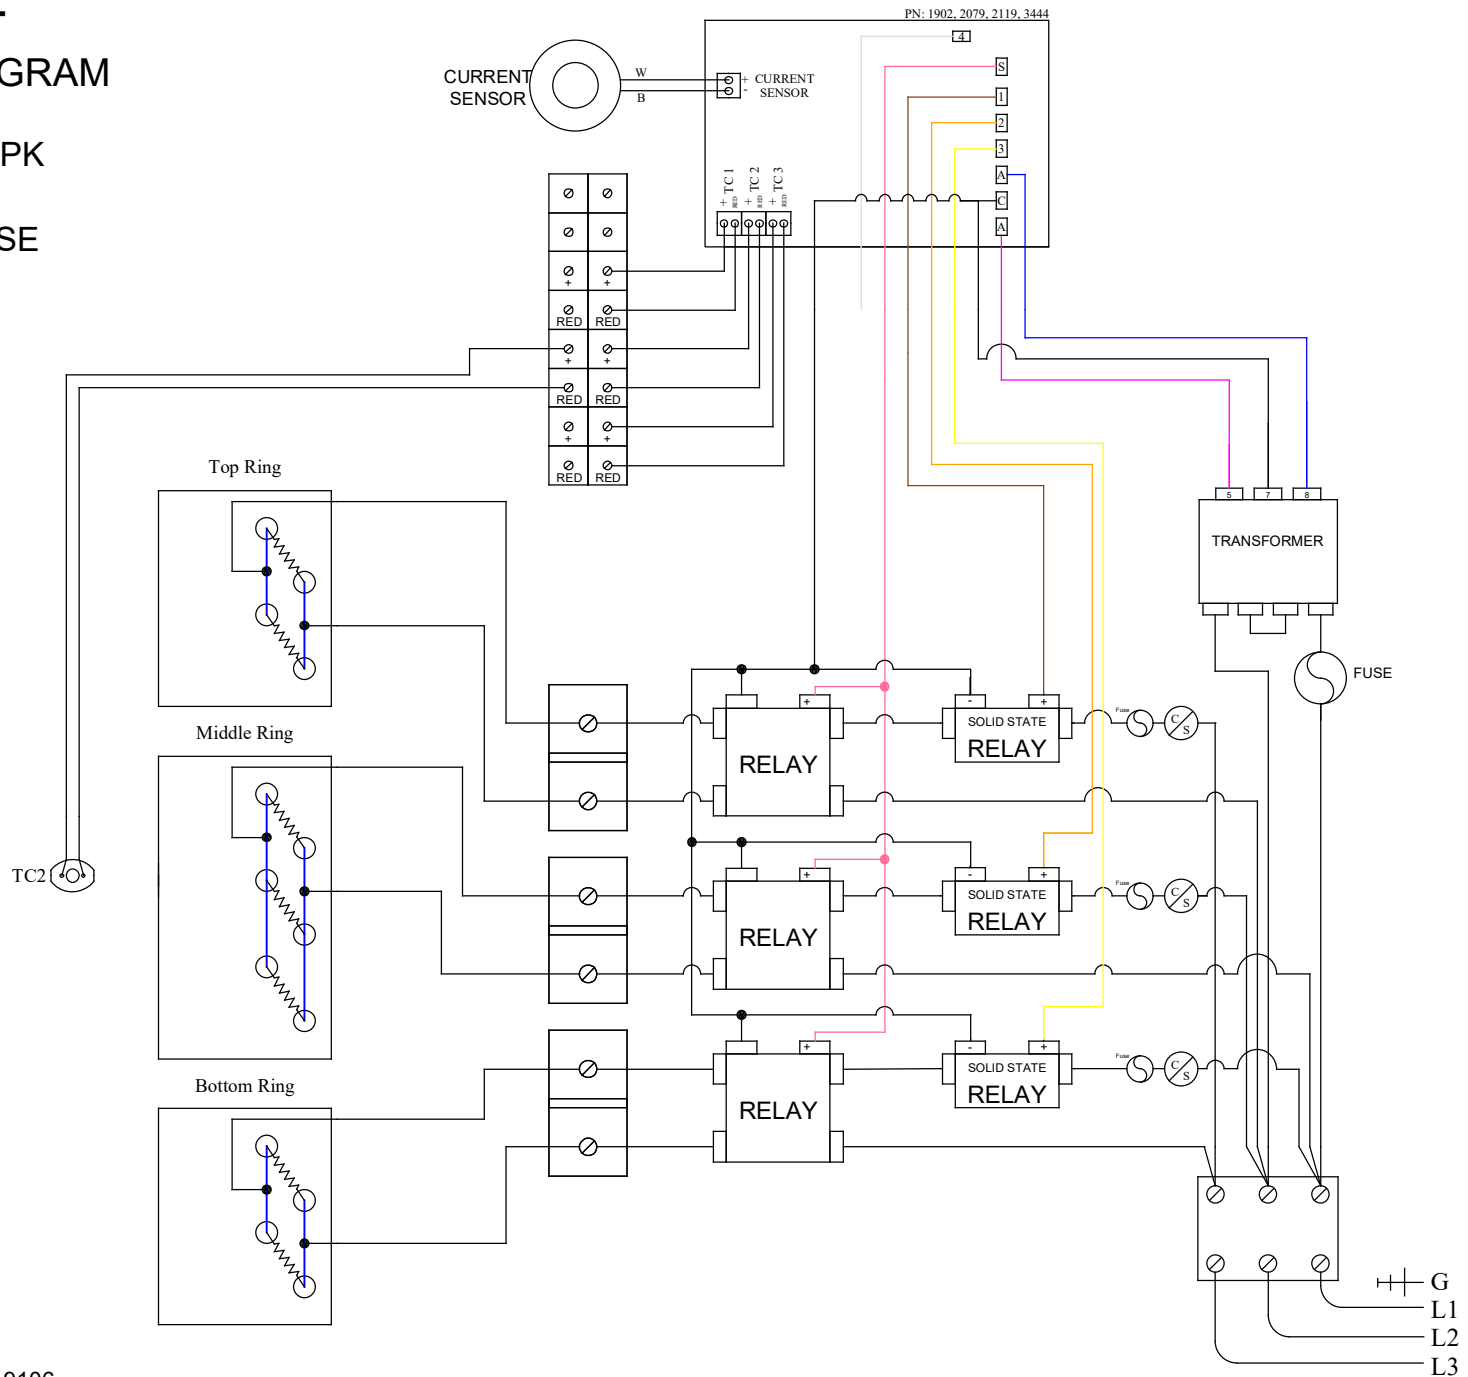 PN: 1902, 2079, 2119, 3444
4
GRAM
CURRENT
SENSOR
W
B
+ CURRENT
- SENSOR
S
1
2
3
A
C
A
PK
SE
+ TC 1
RED
+ TC 2
RED
+ TC 3
RED
+ +
RED RED
+ +
RED RED
+ +
RED RED
Top Ring
5 7 8
TRANSFORMER
FUSE
Middle Ring
+ - +
SOLID STATE
RELAY
RELAY
Fuse
C/S
TC2
+ - +
SOLID STATE
RELAY
RELAY
Fuse
C/S
Bottom Ring
+ - +
SOLID STATE
RELAY
RELAY
Fuse
C/S
G
L1
L2
L3